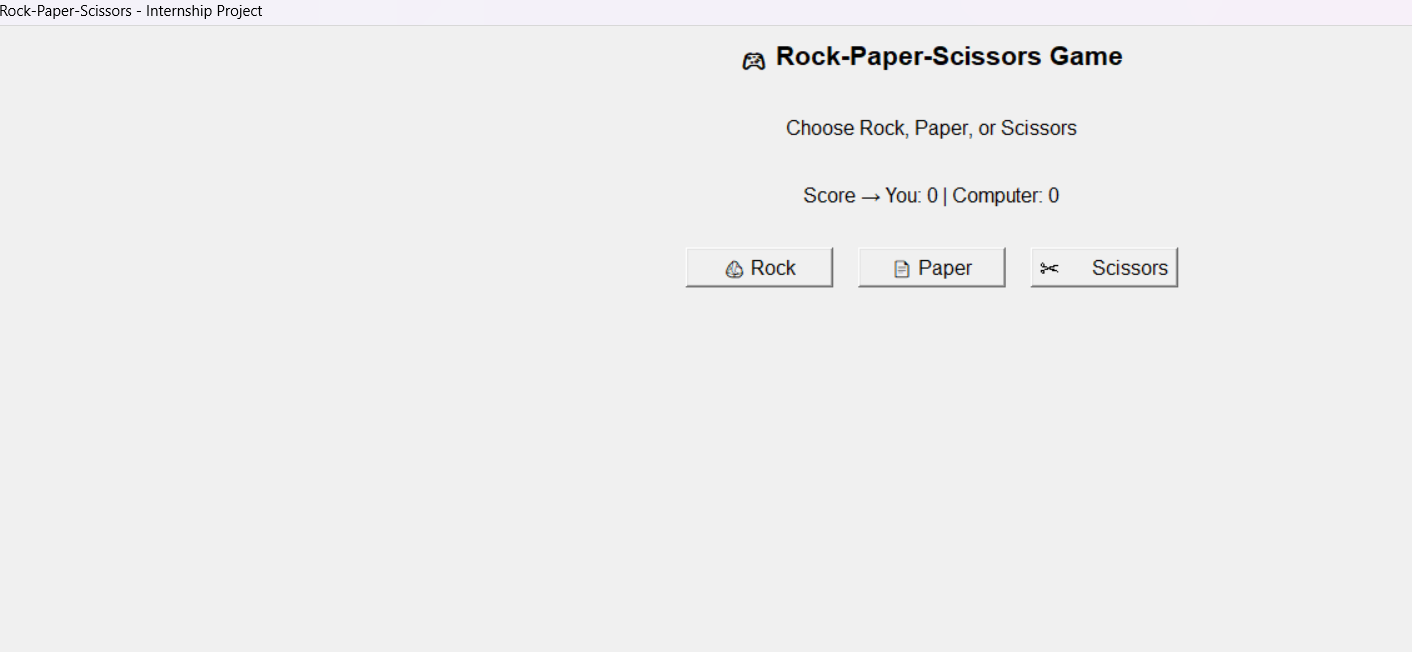 Rock-Paper-Scissors - Internship Project
🎮 Rock-Paper-Scissors Game
Choose Rock, Paper, or Scissors
Score → You: 0 | Computer: 0
🪨 Rock
📄 Paper
✂ Scissors